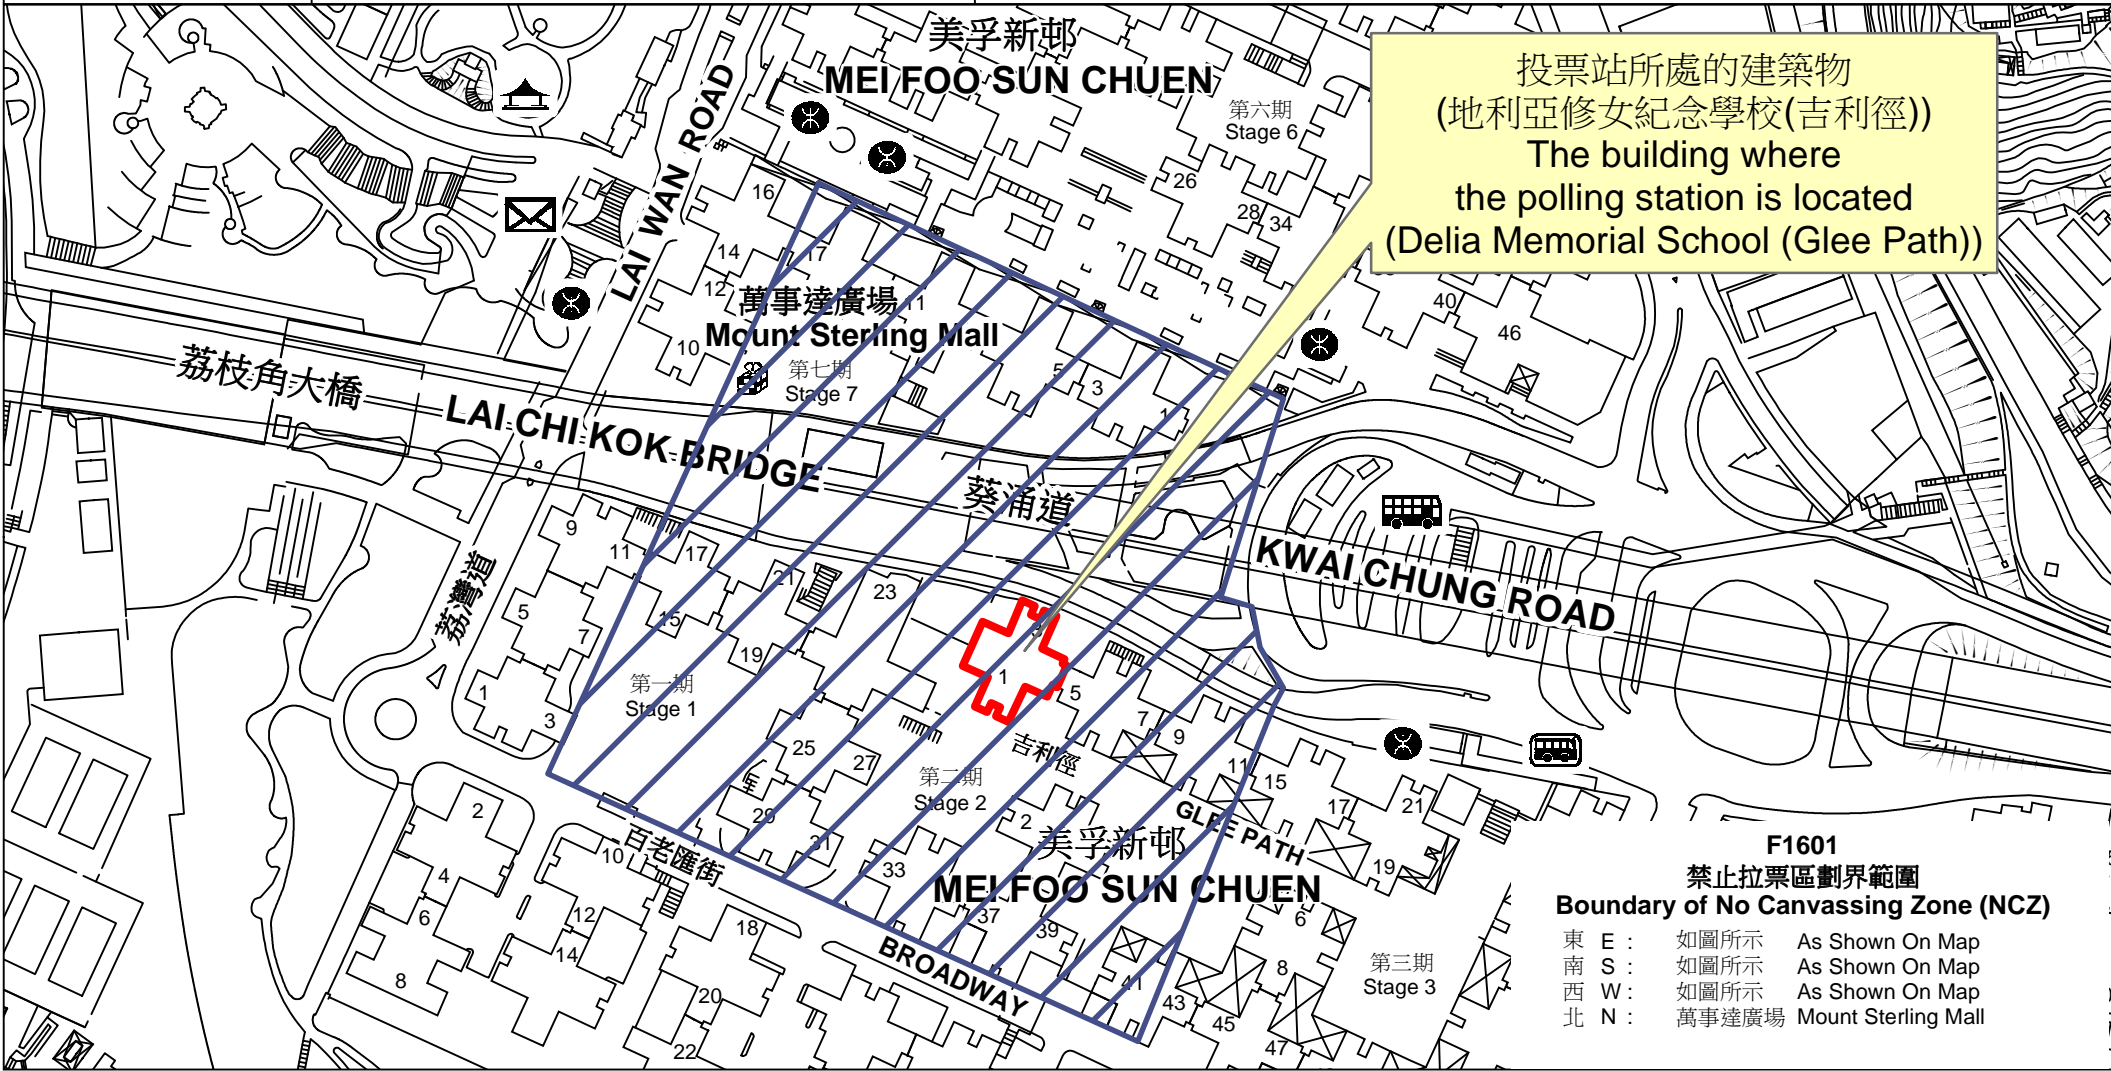 美孚新邨
MEI FOO SUN CHUEN
第六期
Stage 6
投票站所處的建築物
(地利亞修女紀念學校(吉利徑))
The building where
the polling station is located
(Delia Memorial School (Glee Path))
LAI WAN ROAD
16
26
28
34
14
17
12
11
萬事達廣場
Mount Sterling Mall
40
46
10
第七期
Stage 7
5
3
1
荔枝角大橋
LAI CHI KOK BRIDGE
葵涌道
KWAI CHUNG ROAD
9
11
17
21
23
荔灣道
5
7
15
19
3
1
第一期
Stage 1
1
3
5
7
9
吉利徑
11
15
17
21
25
27
第二期
Stage 2
GLEE PATH
2
2
29
31
美孚新邨
MEI FOO SUN CHUEN
百老匯街
10
4
33
19
6
12
37
39
6
18
14
BROADWAY
8
8
第三期
Stage 3
41
43
20
45
22
47
F1601
禁止拉票區劃界範圍
Boundary of No Canvassing Zone (NCZ)
東 E : 如圖所示 As Shown On Map
南 S : 如圖所示 As Shown On Map
西 W : 如圖所示 As Shown On Map
北 N : 萬事達廣場 Mount Sterling Mall